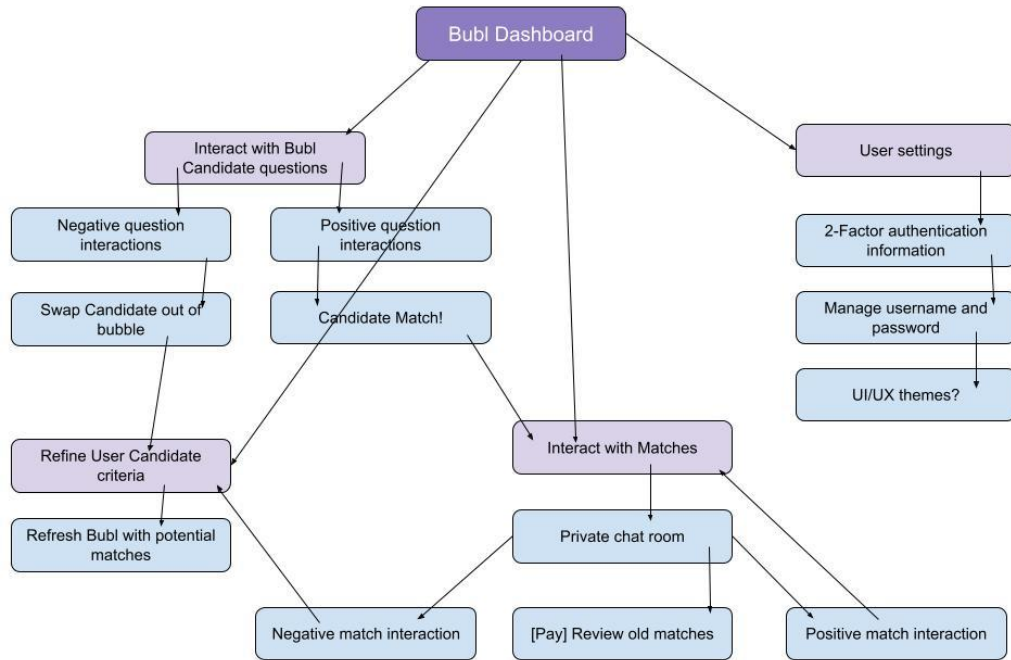 Bubl Dashboard
Interact with Bubl
Candidate questions
User settings
Negative question
interactions
Positive question
interactions
2-Factor authentication
information
Swap Candidate out of
bubble
Candidate Match!
Manage username and
password
UI/UX themes?
Refine User Candidate
criteria
Interact with Matches
Refresh Bubl with potential
matches
Private chat room
Negative match interaction
[Pay] Review old matches
Positive match interaction